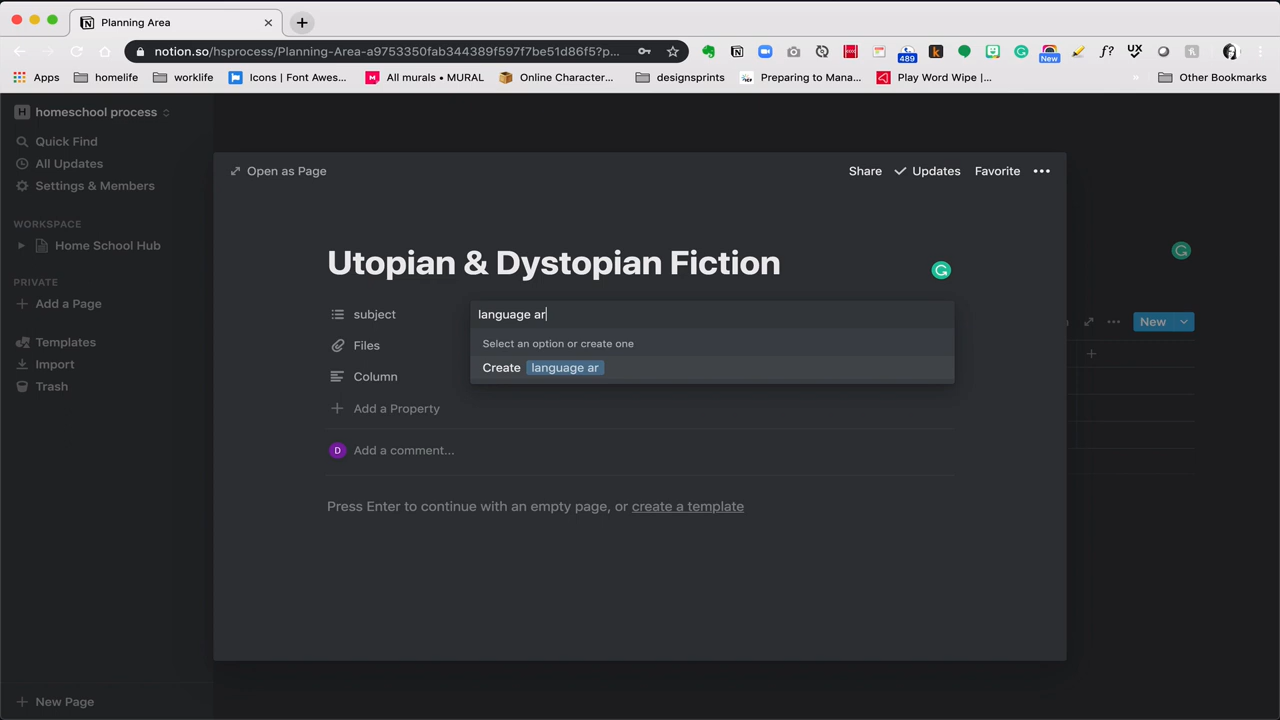 Planning Area
notion.so/hsprocess/Planning-Area-a9753350fab344389f597f7be51d86f5?p...
489
New
f?
UX
Apps
homelife
worklife
Icons | Font Awes...
All murals • MURAL
Online Character...
designsprints
Preparing to Mana...
Play Word Wipe |...
»
Other Bookmarks
H homeschool process
Quick Find
All Updates
Settings & Members
WORKSPACE
Home School Hub
PRIVATE
Add a Page
Templates
Import
Trash
New Page
Open as Page
Share
Updates
Favorite
Utopian & Dystopian Fiction
subject
language ar
Select an option or create one
Create language ar
Files
Column
Add a Property
D Add a comment...
Press Enter to continue with an empty page, or create a template
New